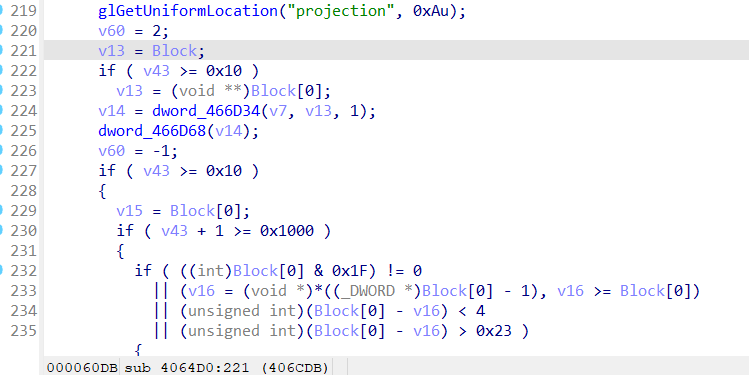 219 glGetUniformLocation("projection", 0xAu);
220 v60 = 2;
221 v13 = Block;
222 if ( v43 >= 0x10 )
223 v13 = (void **)Block[0];
224 v14 = dword_466D34(v7, v13, 1);
225 dword_466D68(v14);
226 v60 = -1;
227 if ( v43 >= 0x10 )
228 {
229 v15 = Block[0];
230 if ( v43 + 1 >= 0x1000 )
231 {
232 if ( ((int)Block[0] & 0x1F) != 0
233 || (v16 = (void *)*((_DWORD *)Block[0] - 1), v16 >= Block[0])
234 || (unsigned int)(Block[0] - v16) < 4
235 || (unsigned int)(Block[0] - v16) > 0x23 )
{
000060DB sub 4064D0:221 (406CDB)